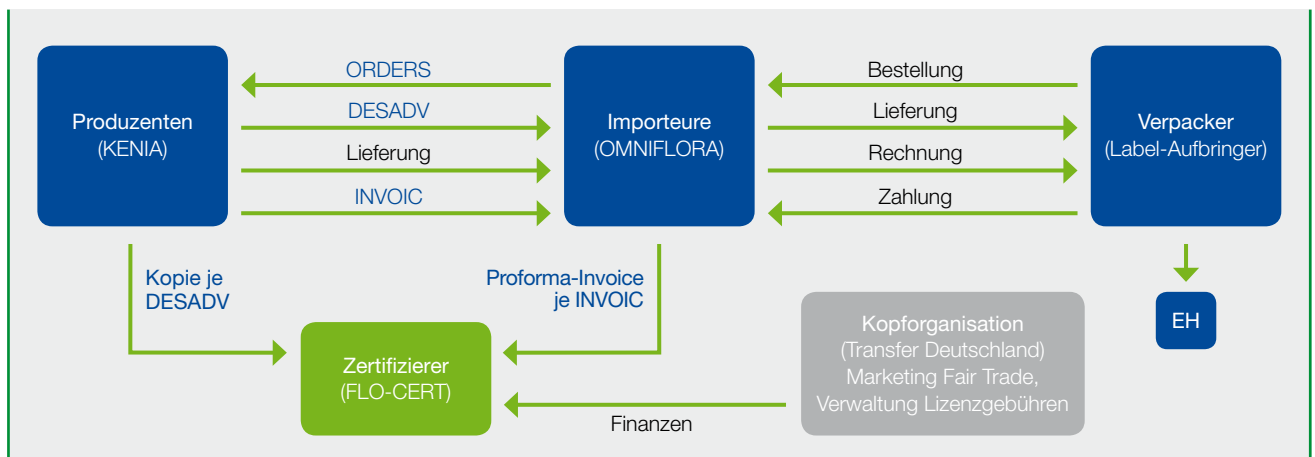 Produzenten
(KENIA)
ORDERS
DESADV
Lieferung
INVOIC
Importeure
(OMNIFLORA)
Bestellung
Lieferung
Rechnung
Zahlung
Verpacker
(Label-Aufbringer)
Kopie je
DESADV
Proforma-Invoice
je INVOIC
Zertifizierer
(FLO-CERT)
Finanzen
Kopforganisation
(Transfer Deutschland)
Marketing Fair Trade,
Verwaltung Lizenzgebühren
EH